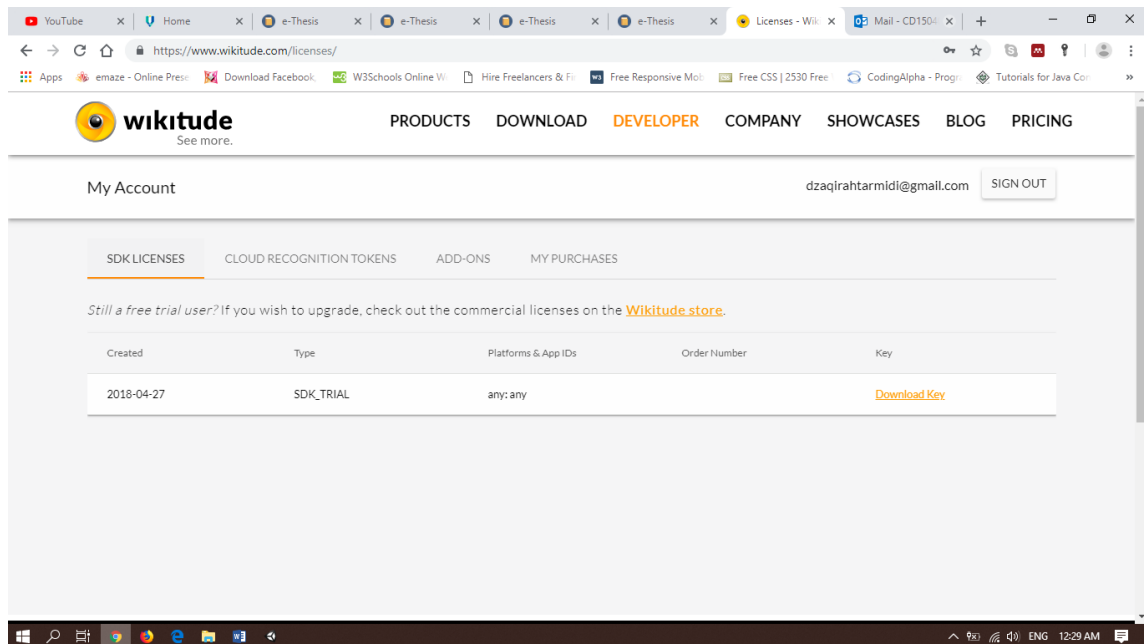 YouTube Home e-Thesis e-Thesis e-Thesis e-Thesis Licenses - Wik Mail - CD1504
https://www.wikitude.com/licenses/
Apps emaze - Online Prese Download Facebook, W3Schools Online W Hire Freelancers & Fi Free Responsive Mob Free CSS | 2530 Free CodingAlpha - Progra Tutorials for Java Con »
wikitude PRODUCTS DOWNLOAD DEVELOPER COMPANY SHOWCASES BLOG PRICING
See more.
My Account dzaqirahtarmidi@gmail.com SIGN OUT
SDK LICENSES CLOUD RECOGNITION TOKENS ADD-ONS MY PURCHASES
Still a free trial user? If you wish to upgrade, check out the commercial licenses on the Wikitude store.
Created Type Platforms & App IDs Order Number Key
2018-04-27 SDK_TRIAL any: any Download Key
ENG 12:29 AM